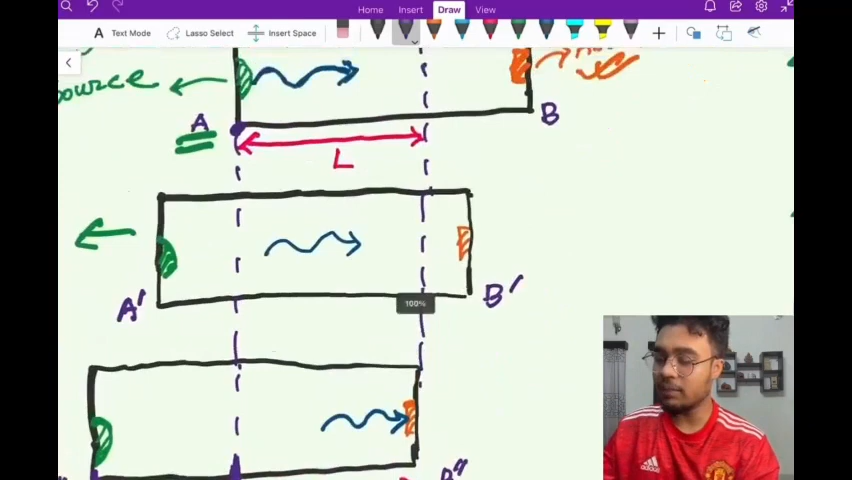 Home Insert Draw View
Text Mode Lasso Select Insert Space
source
A
B
L
A'
B'
100%
B"
adidas